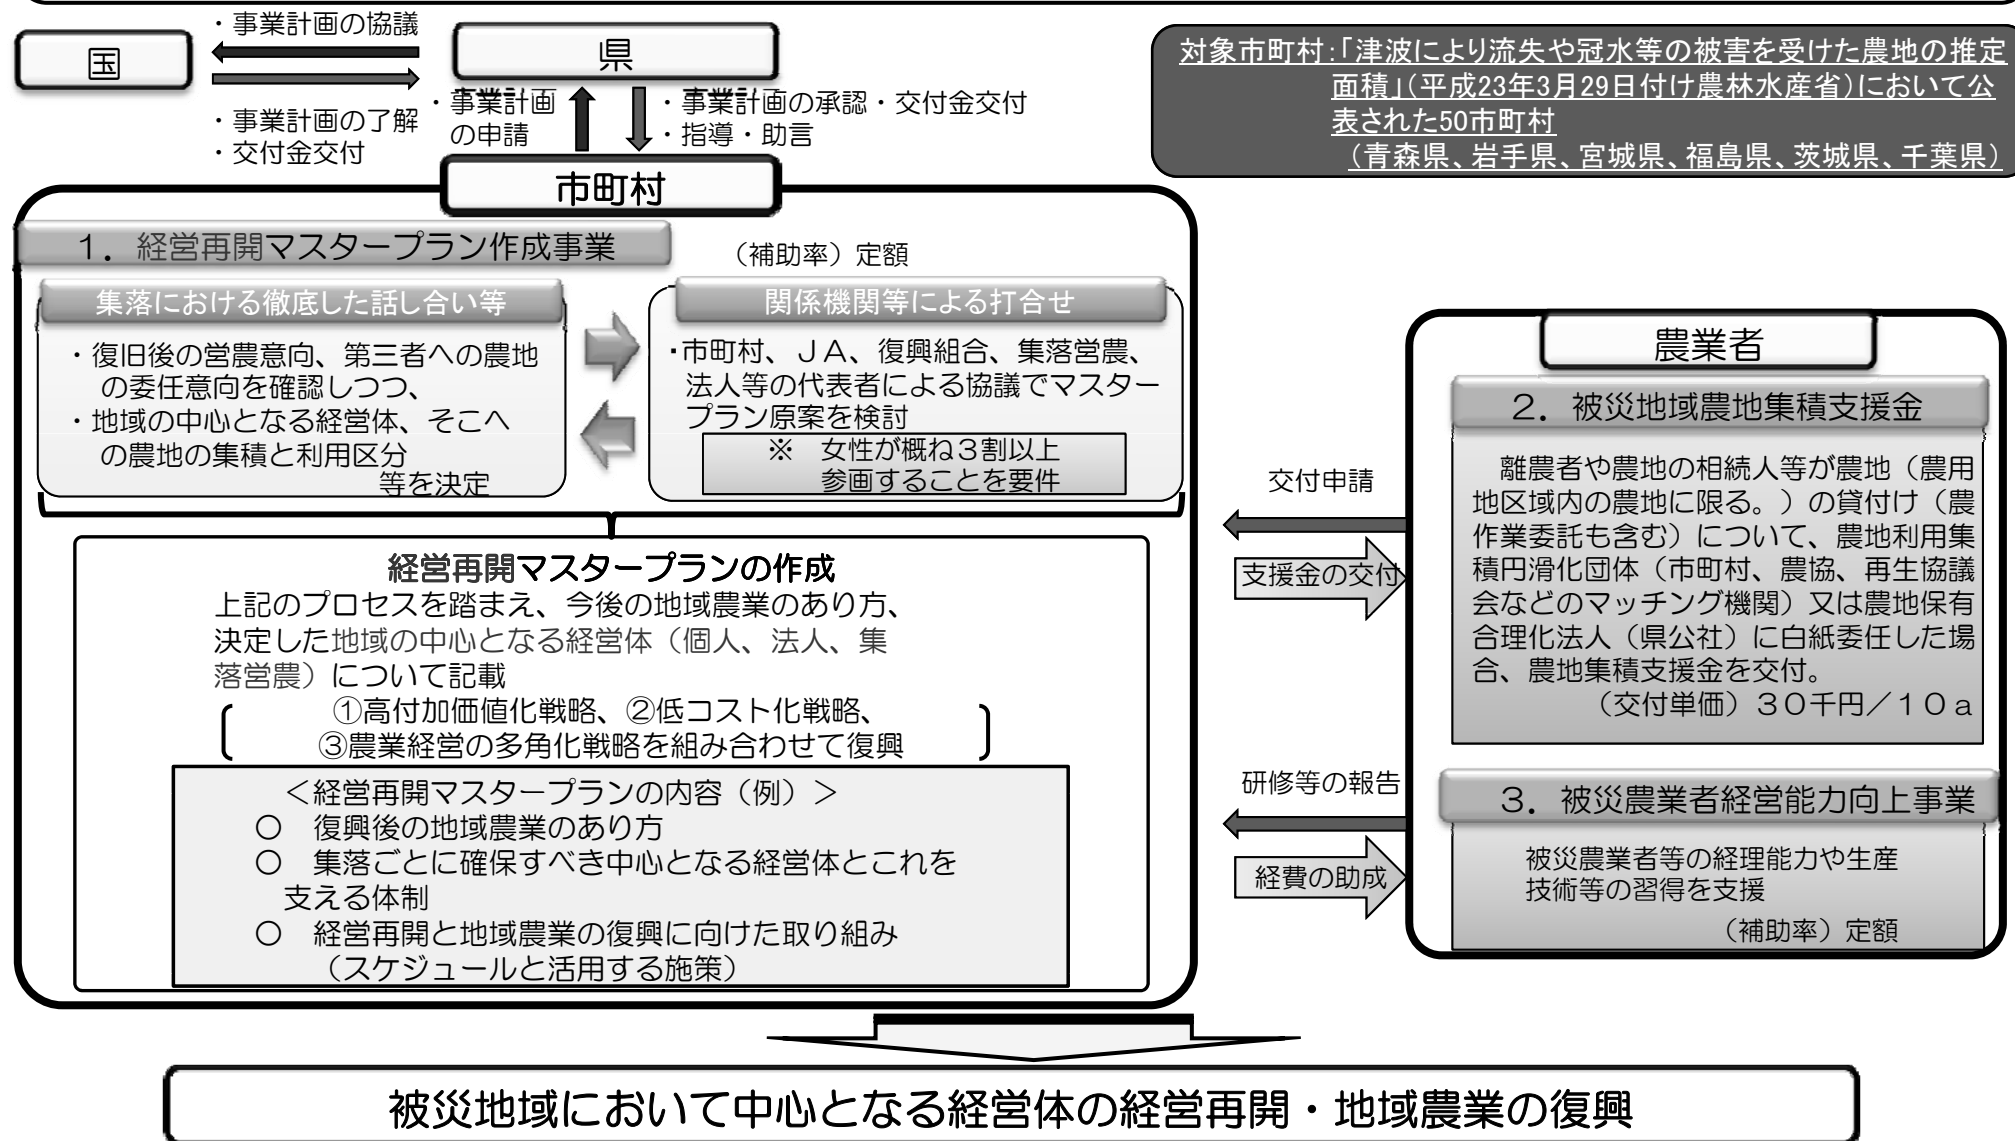 ・事業計画の協議
国
県
・事業計画の了解
・交付金交付
・事業計画
の申請
・事業計画の承認・交付金交付
・指導・助言
対象市町村：「津波により流失や冠水等の被害を受けた農地の推定
面積」（平成23年3月29日付け農林水産省）において公
表された50市町村
（青森県、岩手県、宮城県、福島県、茨城県、千葉県）
市町村
１．経営再開マスタープラン作成事業
（補助率）定額
集落における徹底した話し合い等
・復旧後の営農意向、第三者への農地
の委任意向を確認しつつ、
・地域の中心となる経営体、そこへ
の農地の集積と利用区分
等を決定
関係機関等による打合せ
・市町村、ＪＡ、復興組合、集落営農、
法人等の代表者による協議でマスター
プラン原案を検討
※　女性が概ね３割以上
参画することを要件
経営再開マスタープランの作成
上記のプロセスを踏まえ、今後の地域農業のあり方、
決定した地域の中心となる経営体（個人、法人、集
落営農）について記載
①高付加価値化戦略、②低コスト化戦略、
③農業経営の多角化戦略を組み合わせて復興
＜経営再開マスタープランの内容（例）＞
○　復興後の地域農業のあり方
○　集落ごとに確保すべき中心となる経営体とこれを
支える体制
○　経営再開と地域農業の復興に向けた取り組み
（スケジュールと活用する施策）
交付申請
支援金の交付
研修等の報告
経費の助成
農業者
２．被災地域農地集積支援金
離農者や農地の相続人等が農地（農用
地区域内の農地に限る。）の貸付け（農
作業委託も含む）について、農地利用集
積円滑化団体（市町村、農協、再生協議
会などのマッチング機関）又は農地保有
合理化法人（県公社）に白紙委任した場
合、農地集積支援金を交付。
（交付単価）３０千円／１０ａ
３．被災農業者経営能力向上事業
被災農業者等の経理能力や生産
技術等の習得を支援
（補助率）定額
被災地域において中心となる経営体の経営再開・地域農業の復興